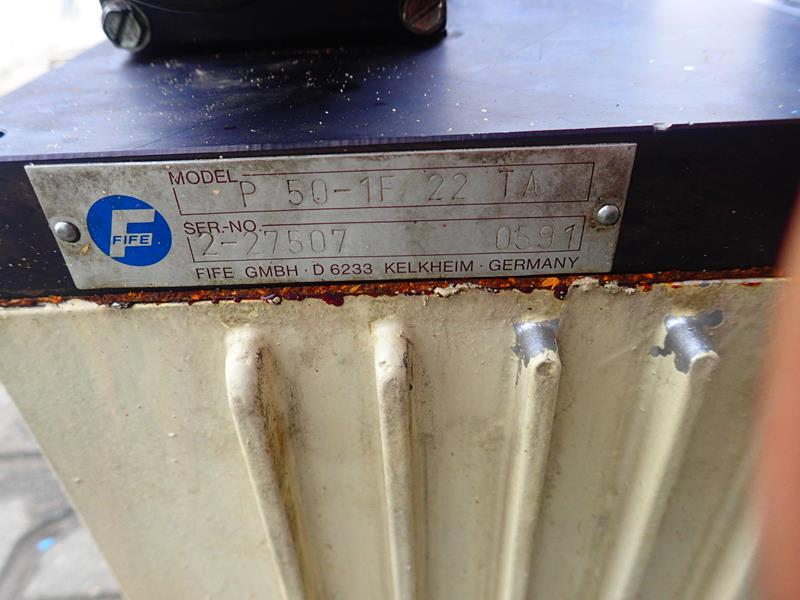 MODEL P 50-1F 22 TA
F
FIFE
SER.-NO. 2-27507 0591
FIFE GMBH · D 6233 KELKHEIM · GERMANY